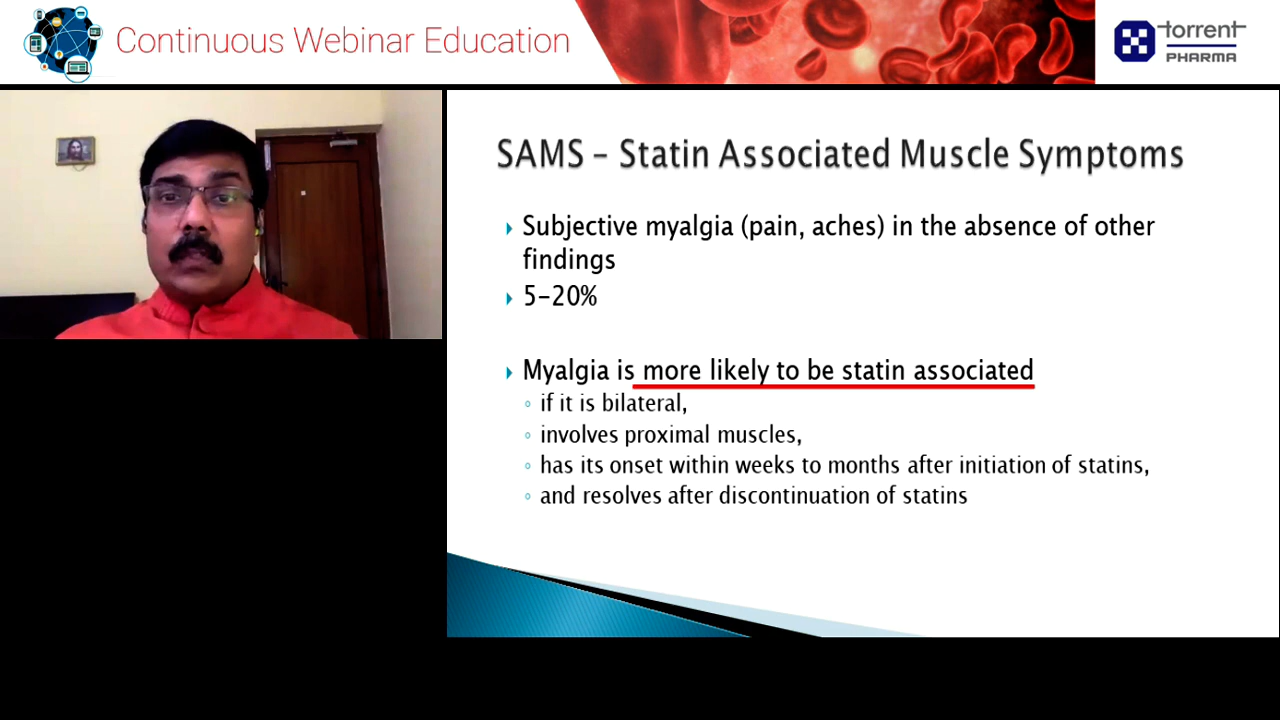 Continuous Webinar Education
torrent
PHARMA
SAMS – Statin Associated Muscle Symptoms
Subjective myalgia (pain, aches) in the absence of other
findings
5–20%
Myalgia is more likely to be statin associated
if it is bilateral,
involves proximal muscles,
has its onset within weeks to months after initiation of statins,
and resolves after discontinuation of statins